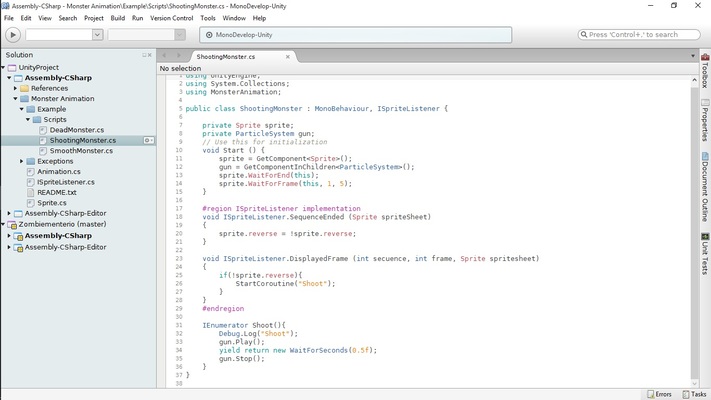 Assembly-CSharp - Monster Animation\Example\Scripts\ShootingMonster.cs - MonoDevelop-Unity
File Edit View Search Project Build Run Version Control Tools Window Help
MonoDevelop-Unity
Press 'Control+,' to search
Solution
UnityProject
Assembly-CSharp
References
Monster Animation
Example
Scripts
DeadMonster.cs
ShootingMonster.cs
SmoothMonster.cs
Exceptions
Animation.cs
ISpriteListener.cs
README.txt
Sprite.cs
Assembly-CSharp-Editor
Zombiementerio (master)
Assembly-CSharp
Assembly-CSharp-Editor
ShootingMonster.cs
No selection
1 using UnityEngine;
2 using System.Collections;
3 using MonsterAnimation;
4
5 public class ShootingMonster : MonoBehaviour, ISpriteListener {
6
7 private Sprite sprite;
8 private ParticleSystem gun;
9 // Use this for initialization
10 void Start () {
11 sprite = GetComponent<Sprite>();
12 gun = GetComponentInChildren<ParticleSystem>();
13 sprite.WaitForEnd(this);
14 sprite.WaitForFrame(this, 1, 5);
15 }
16
17 #region ISpriteListener implementation
18 void ISpriteListener.SequenceEnded (Sprite spriteSheet)
19 {
20 sprite.reverse = !sprite.reverse;
21 }
22
23 void ISpriteListener.DisplayedFrame (int secuence, int frame, Sprite spritesheet)
24 {
25 if(!sprite.reverse){
26 StartCoroutine("Shoot");
27 }
28 }
29 #endregion
30
31 IEnumerator Shoot(){
32 Debug.Log("Shoot");
33 gun.Play();
34 yield return new WaitForSeconds(0.5f);
35 gun.Stop();
36 }
37 }
38
Toolbox
Properties
Document Outline
Unit Tests
Errors Tasks